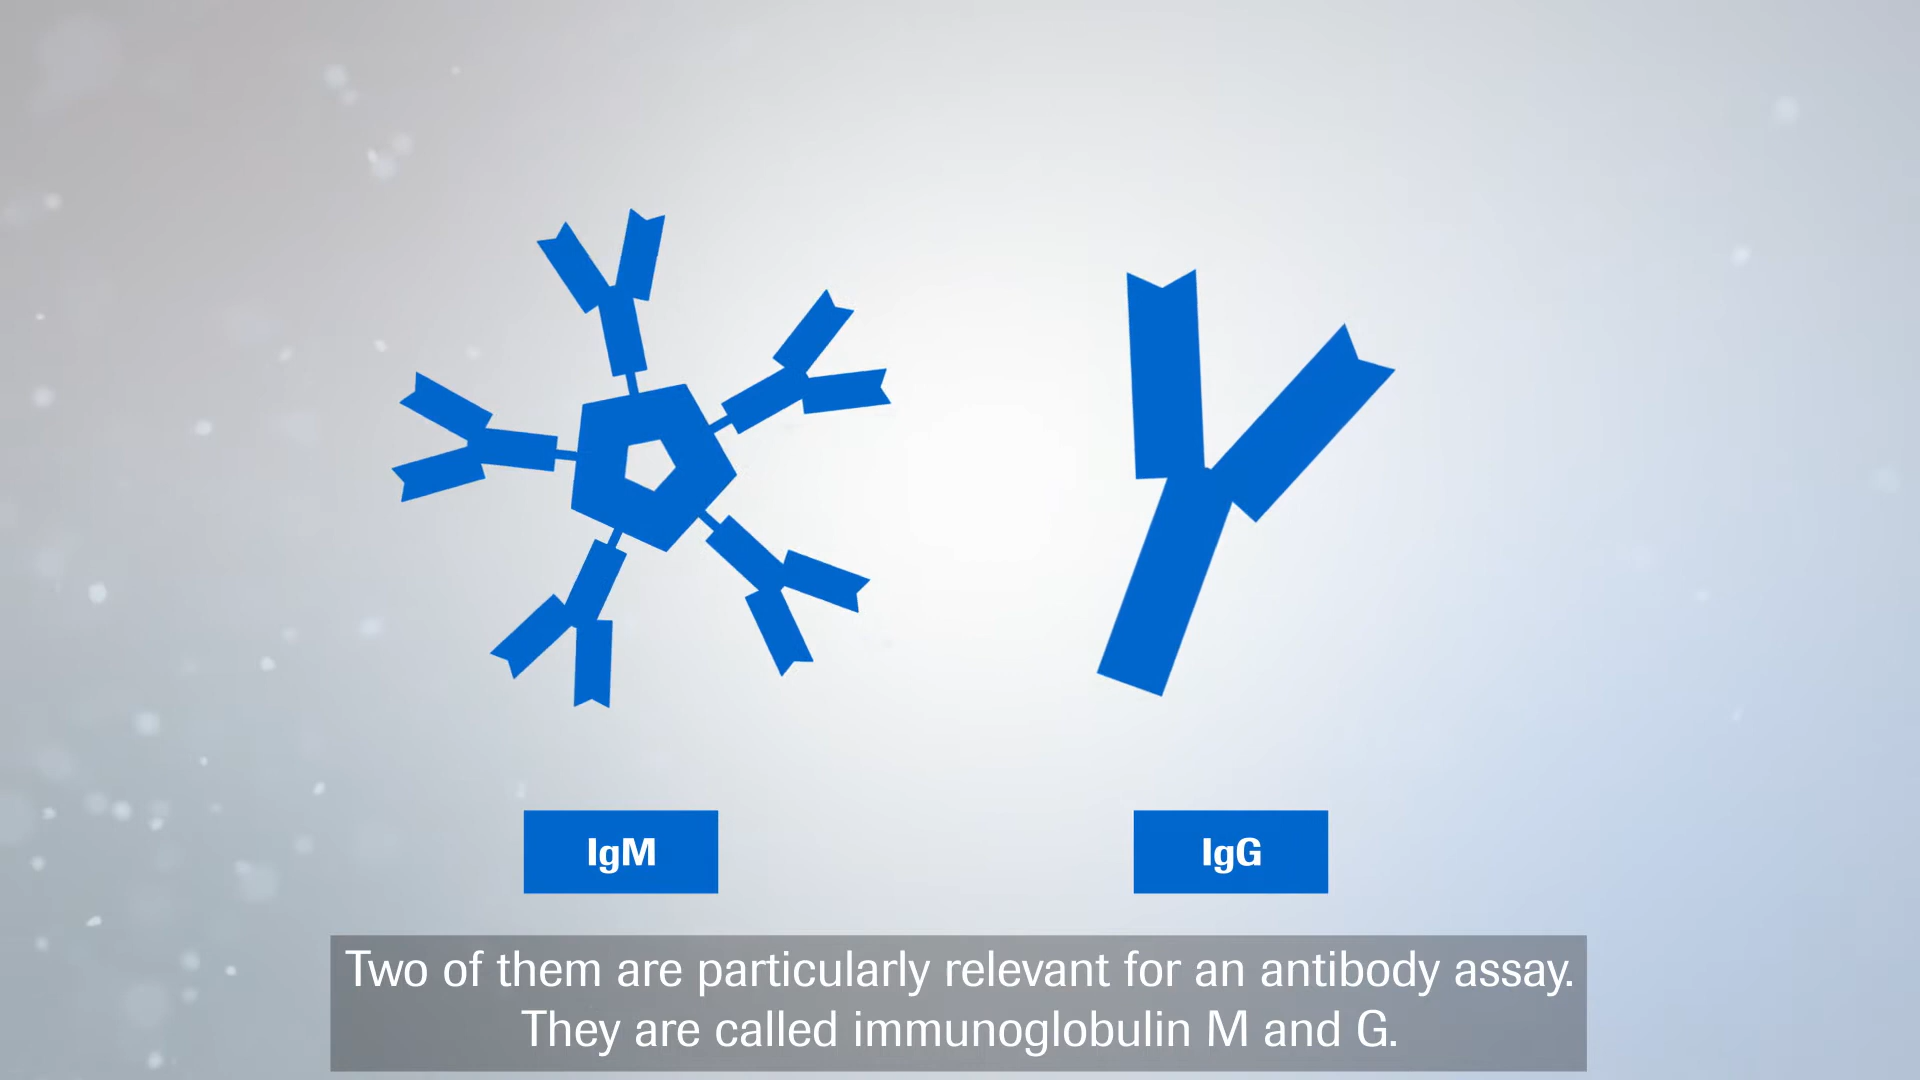 IgM
IgG
Two of them are particularly relevant for an antibody assay.
They are called immunoglobulin M and G.